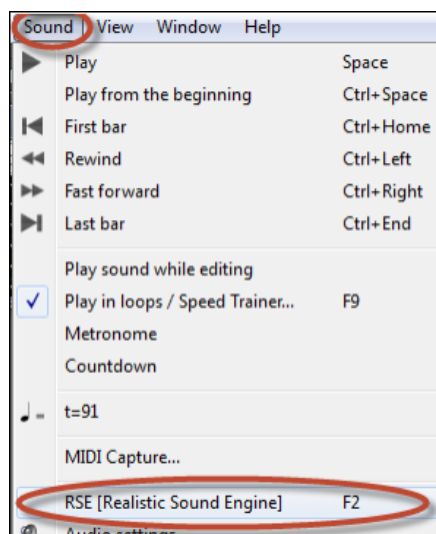 Sound View Window Help
Play Space
Play from the beginning Ctrl+Space
First bar Ctrl+Home
Rewind Ctrl+Left
Fast forward Ctrl+Right
Last bar Ctrl+End
Play sound while editing
Play in loops / Speed Trainer... F9
Metronome
Countdown
t=91
MIDI Capture...
RSE [Realistic Sound Engine] F2
Audio settings